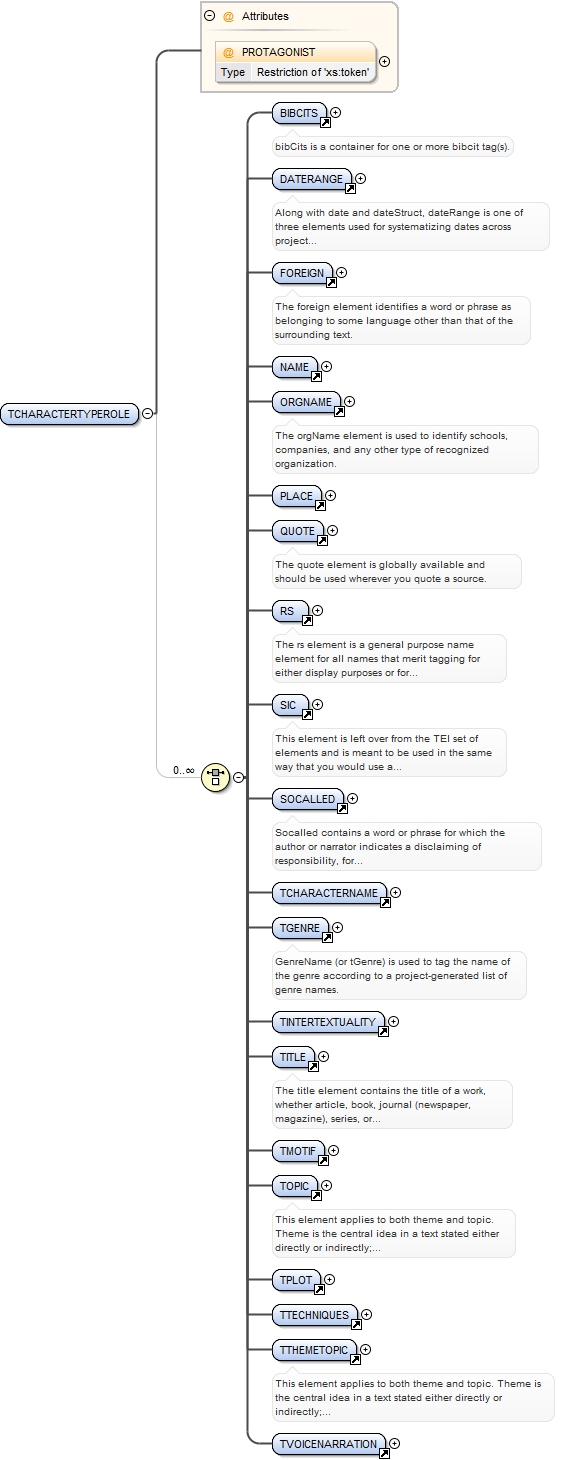 Attributes
@ PROTAGONIST
Type Restriction of 'xs:token'
BIBCITS
bibCits is a container for one or more bibcit tag(s).
DATERANGE
Along with date and dateStruct, dateRange is one of
three elements used for systematizing dates across
project...
FOREIGN
The foreign element identifies a word or phrase as
belonging to some language other than that of the
surrounding text.
NAME
ORGNAME
TCHARACTERTYPEROLE
The orgName element is used to identify schools,
companies, and any other type of recognized
organization.
PLACE
QUOTE
The quote element is globally available and
should be used wherever you quote a source.
RS
The rs element is a general purpose name
element for all names that merit tagging for
either display purposes or for...
SIC
This element is left over from the TEI set of
elements and is meant to be used in the same
way that you would use a...
0..∞
SOCALLED
Socalled contains a word or phrase for which the
author or narrator indicates a disclaiming of
responsibility, for...
TCHARACTERNAME
TGENRE
GenreName (or tGenre) is used to tag the name of
the genre according to a project-generated list of
genre names.
TINTERTEXTUALITY
TITLE
The title element contains the title of a work,
whether article, book, journal (newspaper,
magazine), series, or...
TMOTIF
TOPIC
This element applies to both theme and topic.
Theme is the central idea in a text stated either
directly or indirectly;...
TPLOT
TTECHNIQUES
TTHEMETOPIC
This element applies to both theme and topic. Theme is
the central idea in a text stated either directly or
indirectly;...
TVOICENARRATION